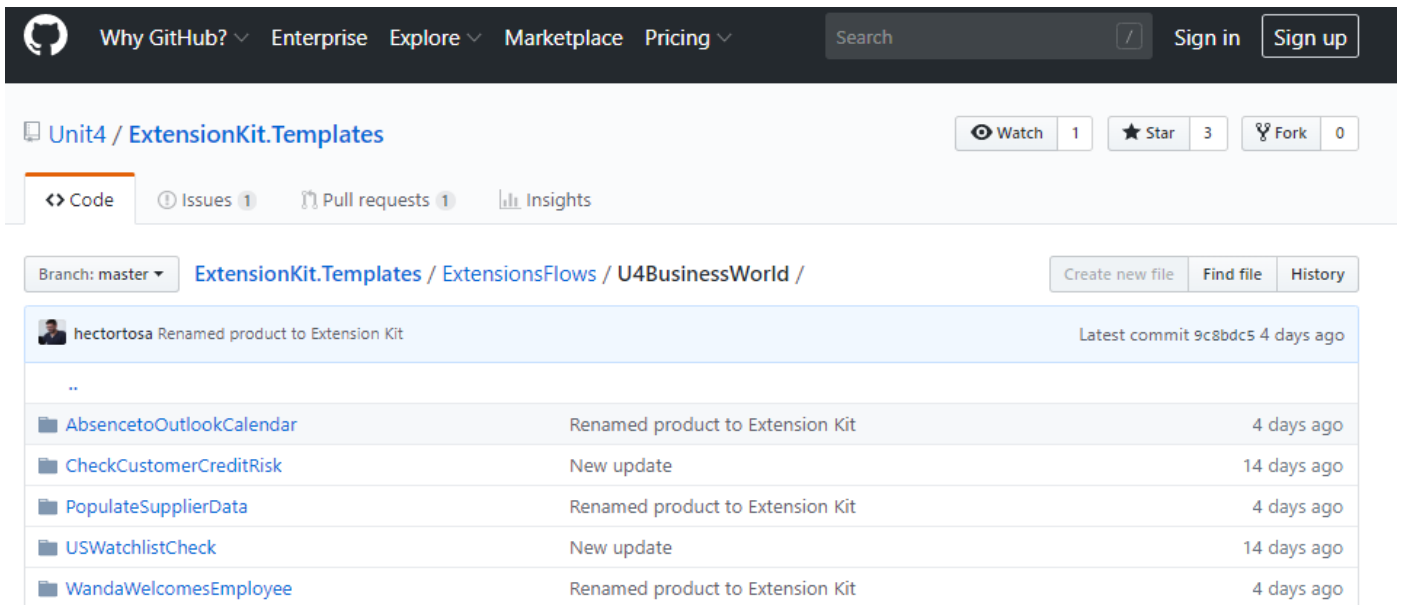 Why GitHub? Enterprise Explore Marketplace Pricing Search / Sign in Sign up
Unit4 / ExtensionKit.Templates Watch 1 Star 3 Fork 0
Code Issues 1 Pull requests 1 Insights
Branch: master ExtensionKit.Templates / ExtensionsFlows / U4BusinessWorld / Create new file Find file History
hectortosa Renamed product to Extension Kit Latest commit 9c8bdc5 4 days ago
..
AbsencetoOutlookCalendar Renamed product to Extension Kit 4 days ago
CheckCustomerCreditRisk New update 14 days ago
PopulateSupplierData Renamed product to Extension Kit 4 days ago
USWatchlistCheck New update 14 days ago
WandaWelcomesEmployee Renamed product to Extension Kit 4 days ago